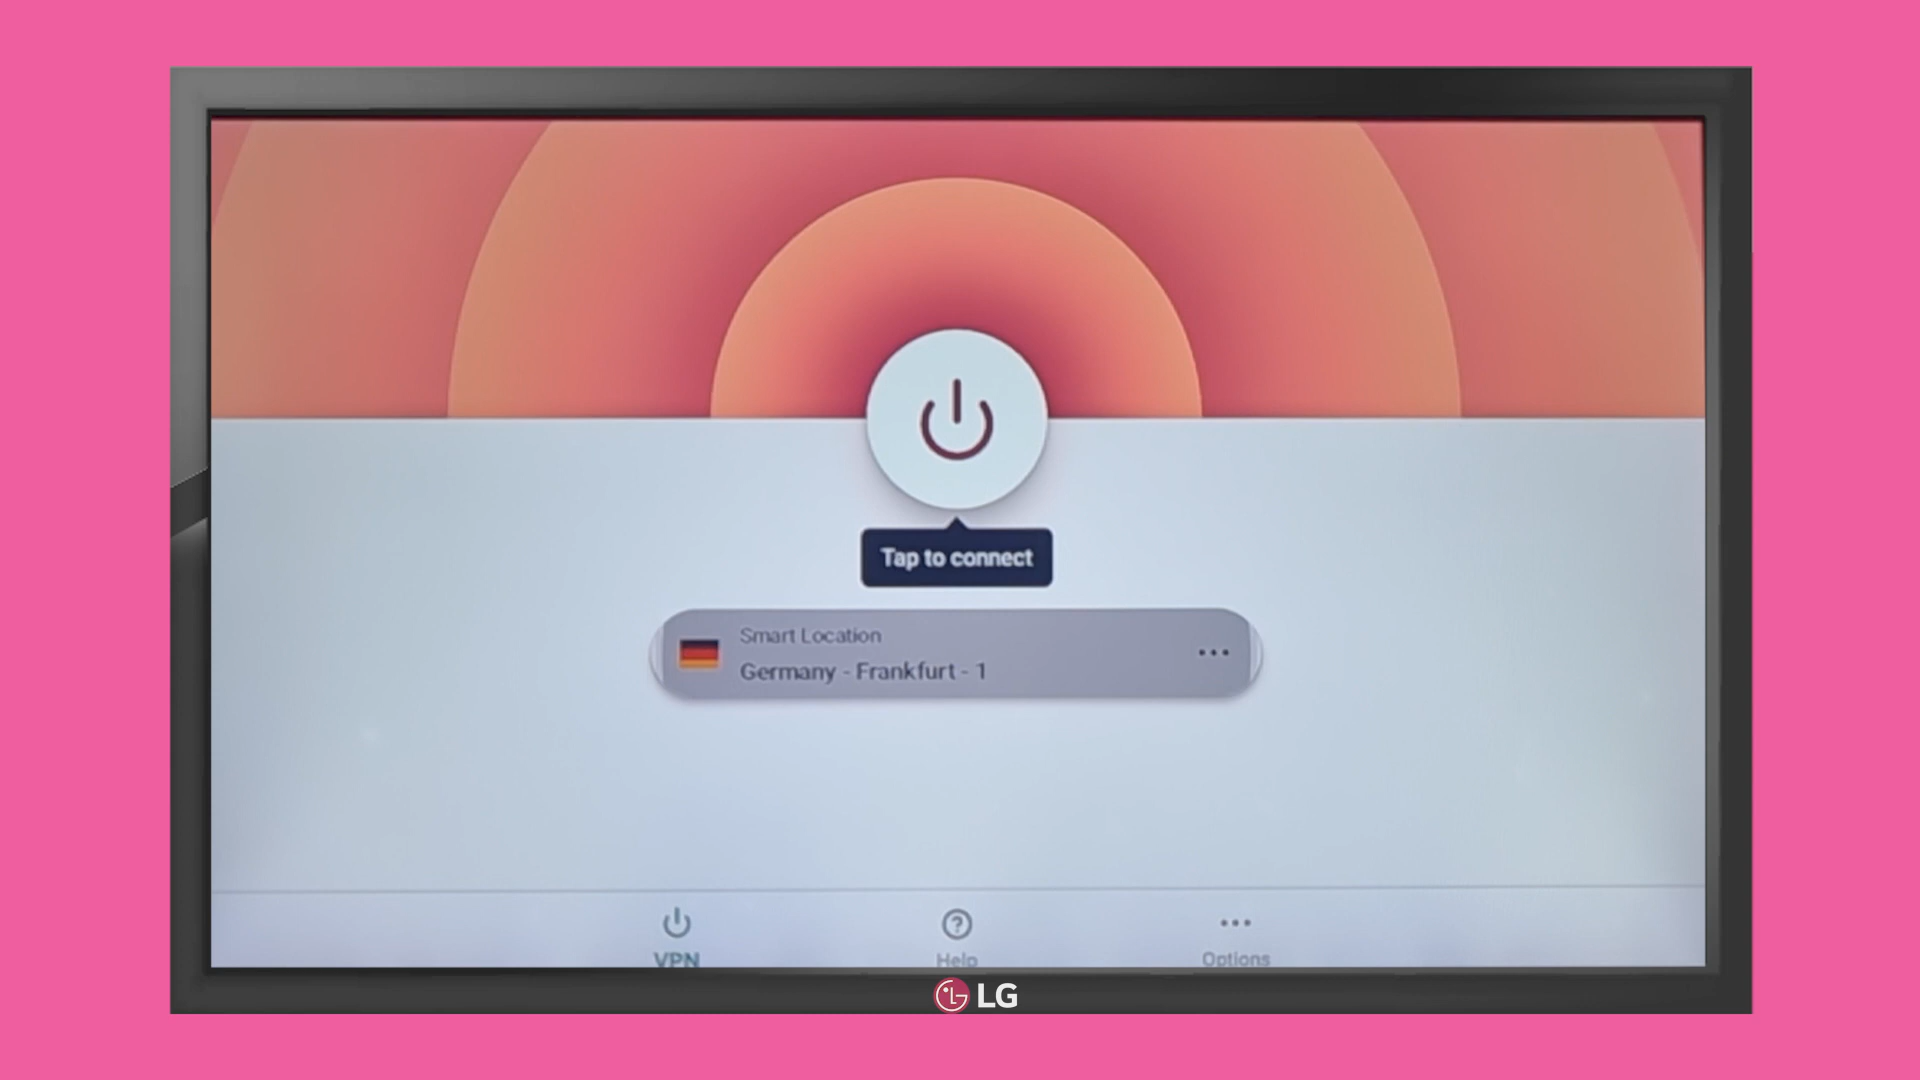 Tap to connect
Smart Location
Germany - Frankfurt - 1
VPN
Help
Options
LG